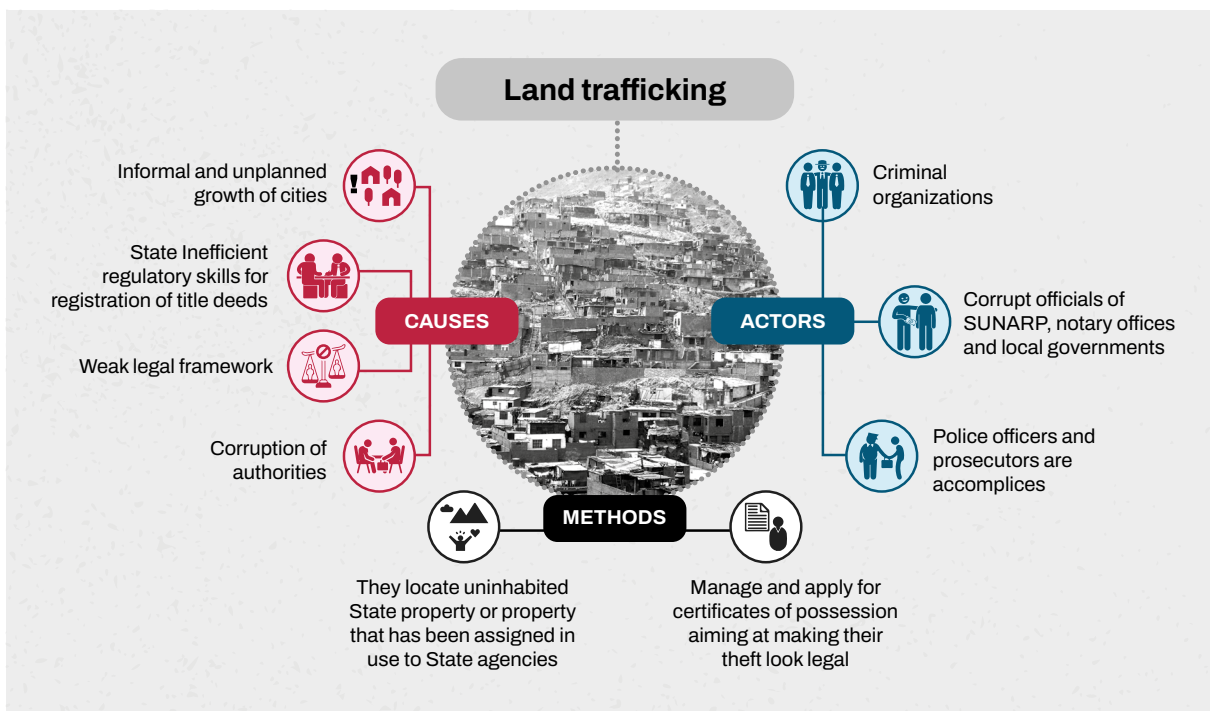 Land trafficking
Informal and unplanned
growth of cities
State Inefficient
regulatory skills for
registration of title deeds
CAUSES
Weak legal framework
Corruption of
authorities
Criminal
organizations
ACTORS
Corrupt officials of
SUNARP, notary offices
and local governments
Police officers and
prosecutors are
accomplices
METHODS
They locate uninhabited
State property or property
that has been assigned in
use to State agencies
Manage and apply for
certificates of possession
aiming at making their
theft look legal